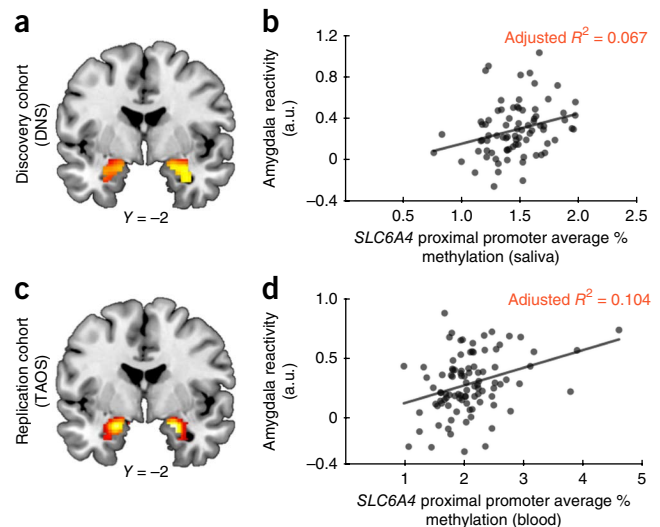 a
Discovery cohort
(DNS)
Y = –2
b
Adjusted R² = 0.067
Amygdala reactivity
(a.u.)
1.2
0.8
0.4
0
–0.4
0.5
1.0
1.5
2.0
2.5
SLC6A4 proximal promoter average %
methylation (saliva)
c
Replication cohort
(TAOS)
Y = –2
d
Adjusted R² = 0.104
Amygdala reactivity
(a.u.)
1.0
0.5
0
–0.4
1
2
3
4
5
SLC6A4 proximal promoter average %
methylation (blood)